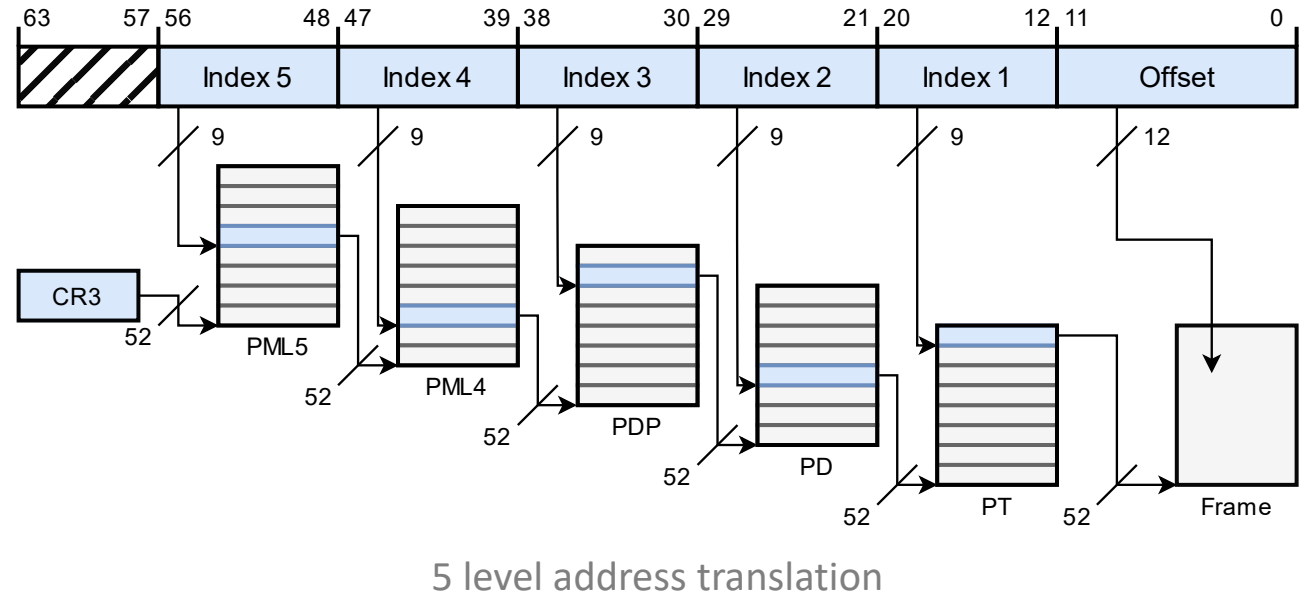 63 57 56 48 47 39 38 30 29 21 20 12 11 0
Index 5 Index 4 Index 3 Index 2 Index 1 Offset
9 9 9 9 9 12
CR3
52
PML5
52
PML4
52
PDP
52
PD
52
PT
52
Frame
5 level address translation